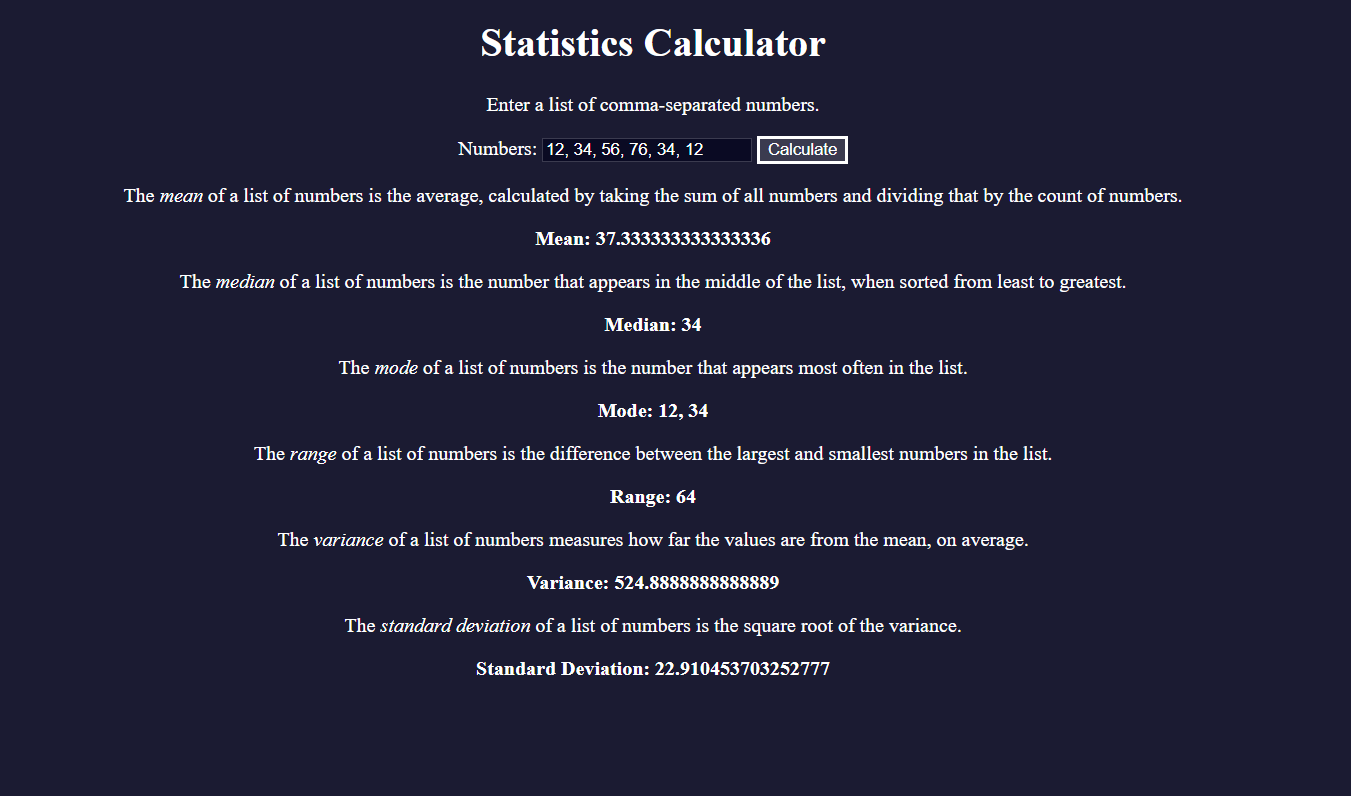 Statistics Calculator
Enter a list of comma-separated numbers.
Numbers: 12, 34, 56, 76, 34, 12 Calculate
The mean of a list of numbers is the average, calculated by taking the sum of all numbers and dividing that by the count of numbers.
Mean: 37.333333333333336
The median of a list of numbers is the number that appears in the middle of the list, when sorted from least to greatest.
Median: 34
The mode of a list of numbers is the number that appears most often in the list.
Mode: 12, 34
The range of a list of numbers is the difference between the largest and smallest numbers in the list.
Range: 64
The variance of a list of numbers measures how far the values are from the mean, on average.
Variance: 524.8888888888889
The standard deviation of a list of numbers is the square root of the variance.
Standard Deviation: 22.910453703252777